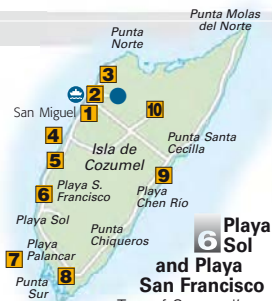 Punta Molas
del Norte
Punta
Norte
3
2
San Miguel 1
10
4
Punta Santa
Cecilla
Isla de
Cozumel
5
9
6 Playa S.
Francisco
Playa
Chen Río
Playa Sol
Punta
Chiqueros
6 Playa
Sol
and Playa
San Francisco
7 Playa
Palancar
8
Punta
Sur